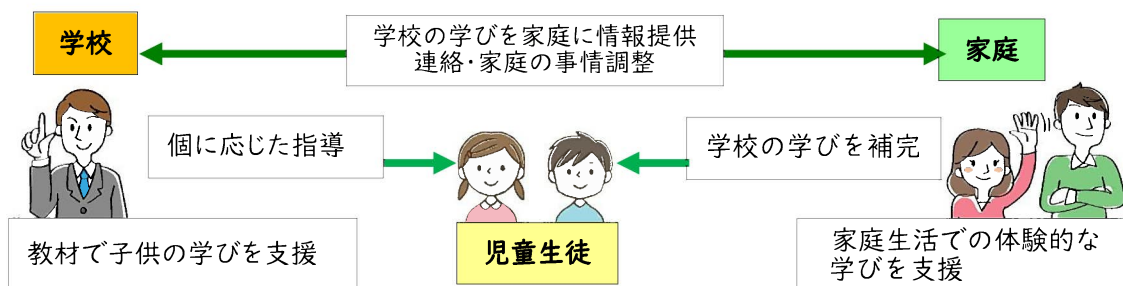 学校
学校の学びを家庭に情報提供
連絡・家庭の事情調整
家庭
個に応じた指導
学校の学びを補完
教材で子供の学びを支援
児童生徒
家庭生活での体験的な
学びを支援